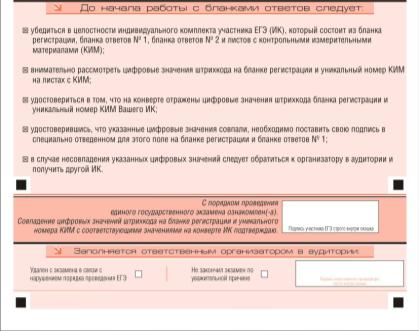 До начала работы с бланками ответов следует:
убедиться в целостности индивидуального комплекта участника ЕГЭ (ИК), который состоит из бланка
регистрации, бланка ответов № 1, бланка ответов № 2 и листов с контрольными измерительными
материалами (КИМ);
внимательно рассмотреть цифровые значения штрихкода на бланке регистрации и уникальный номер КИМ
на листах с КИМ;
удостовериться в том, что на конверте отражены цифровые значения штрихкода бланка регистрации и
уникальный номер КИМ Вашего ИК;
удостоверившись, что указанные цифровые значения совпали, необходимо поставить свою подпись в
специально отведенном для этого поле на бланке регистрации и бланке ответов № 1;
в случае несовпадения указанных цифровых значений следует обратиться к организатору в аудитории и
получить другой ИК.
С порядком проведения
единого государственного экзамена ознакомлен(-а).
Совпадение цифровых значений штрихкода на бланке регистрации и уникального
номера КИМ с соответствующими значениями на конверте ИК подтверждаю.
Подпись участника ЕГЭ строго внутри окошка
Заполняется ответственным организатором в аудитории:
Удален с экзамена в связи с
нарушением порядка проведения ЕГЭ
Не закончил экзамен по
уважительной причине